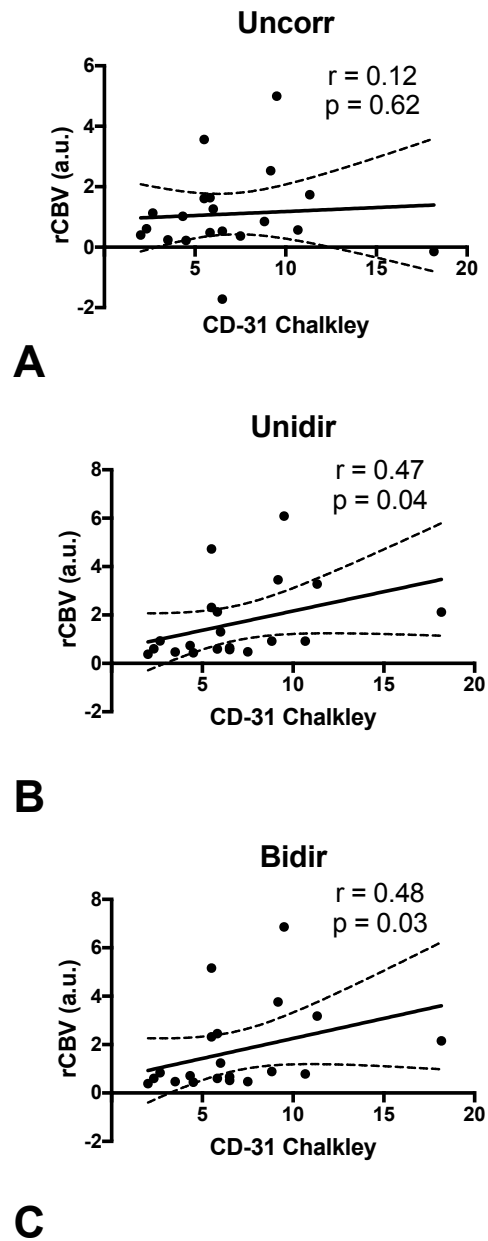 Uncorr
r = 0.12
p = 0.62
6
4
2
0
-2
rCBV (a.u.)
5
10
15
20
CD-31 Chalkley
A
Unidir
r = 0.47
p = 0.04
8
6
4
2
0
-2
rCBV (a.u.)
5
10
15
20
CD-31 Chalkley
B
Bidir
r = 0.48
p = 0.03
8
6
4
2
0
-2
rCBV (a.u.)
5
10
15
20
CD-31 Chalkley
C